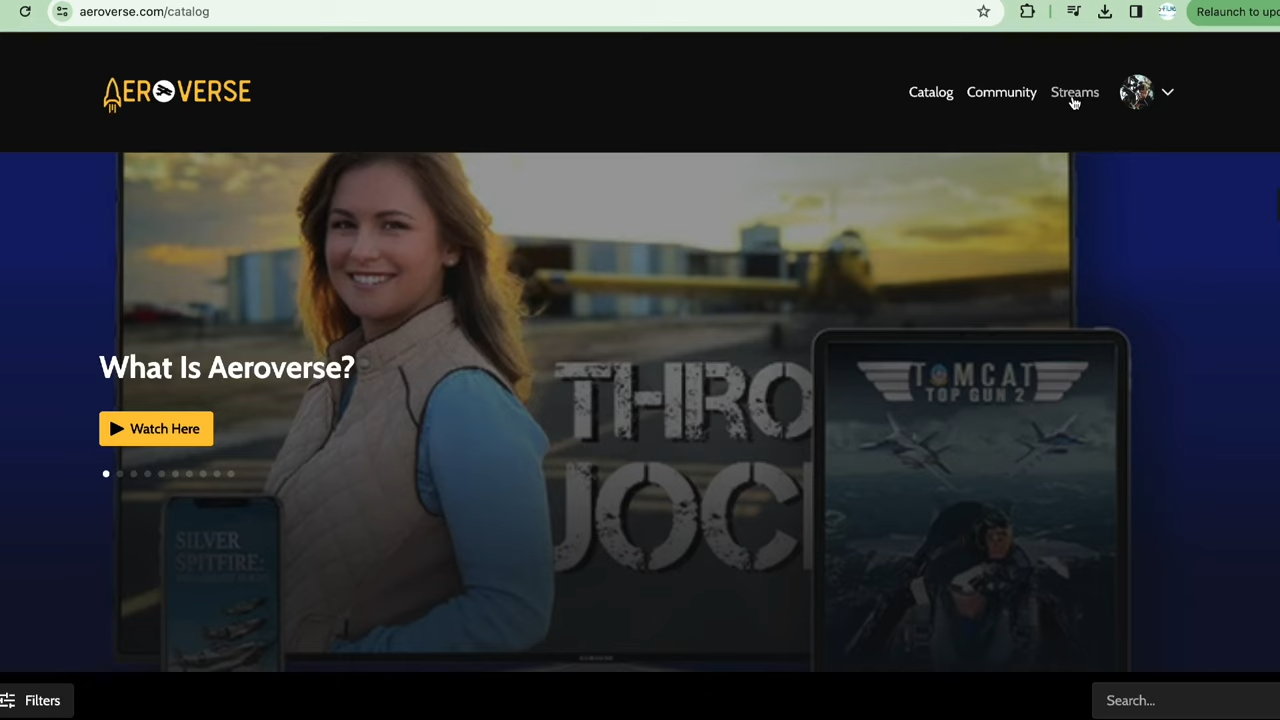 aeroverse.com/catalog
Relaunch to upd
AEROVERSE
Catalog Community Streams
What Is Aeroverse?
Watch Here
THRO
JOC
TOMCAT
TOP GUN 2
SILVER
SPITFIRE:
Filters
Search...